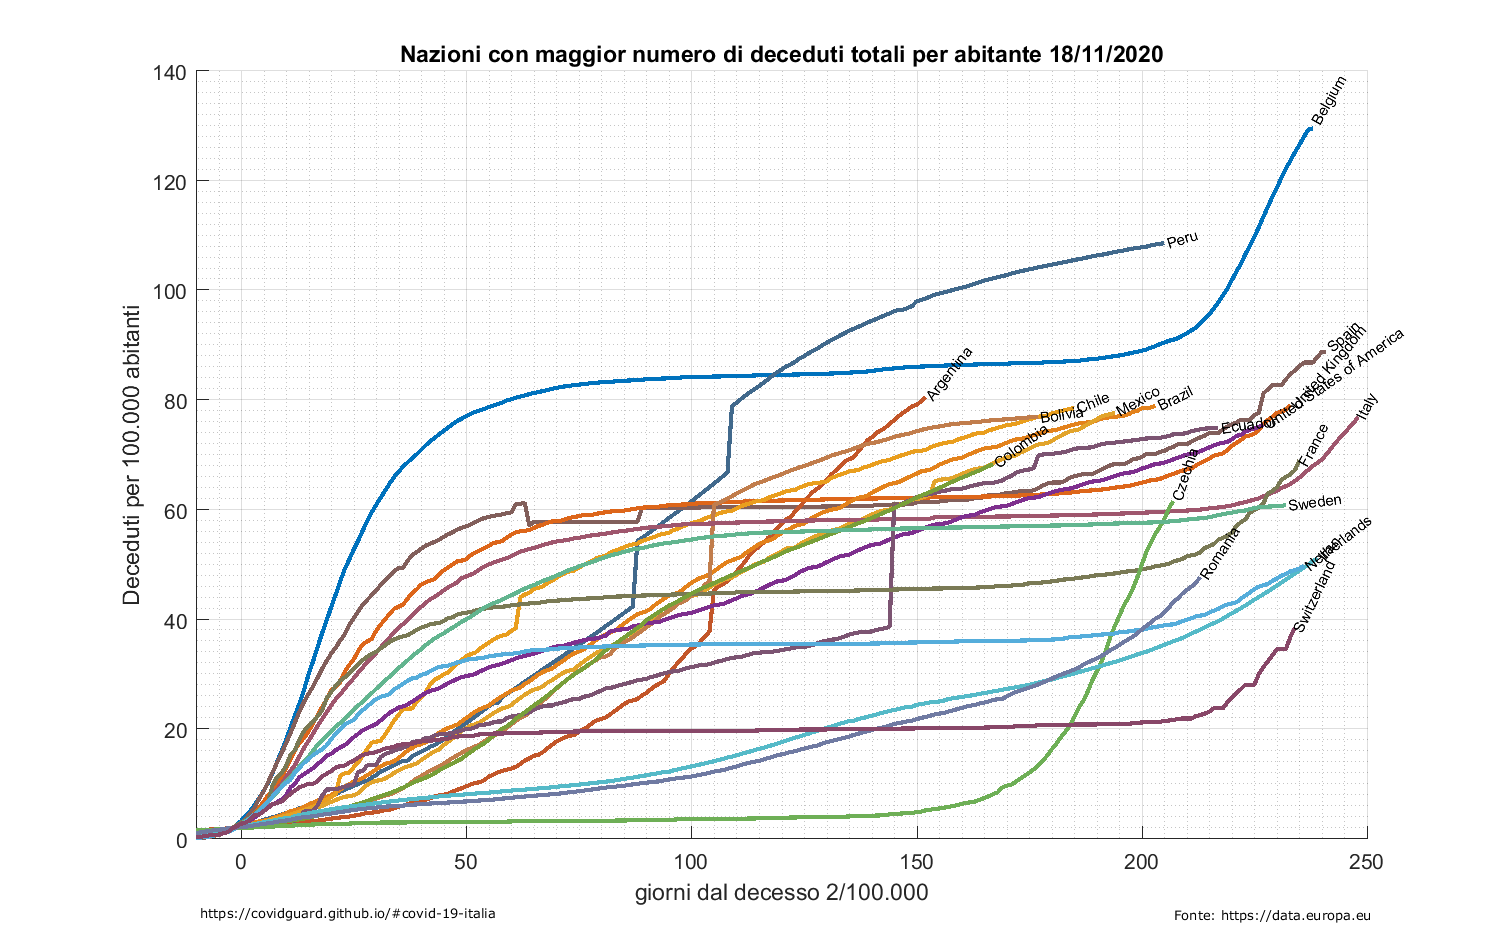 Nazioni con maggior numero di deceduti totali per abitante 18/11/2020
Deceduti per 100.000 abitanti
140
120
100
80
60
40
20
0
Belgium
Peru
Argentina
Spain
United Kingdom
United States of America
Italy
Chile
Bolivia
Mexico
Brazil
Ecuador
Colombia
France
Czechia
Sweden
Romania
Netherlands
Switzerland
0
50
100
150
200
250
giorni dal decesso 2/100.000
https://covidguard.github.io/#covid-19-italia
Fonte: https://data.europa.eu